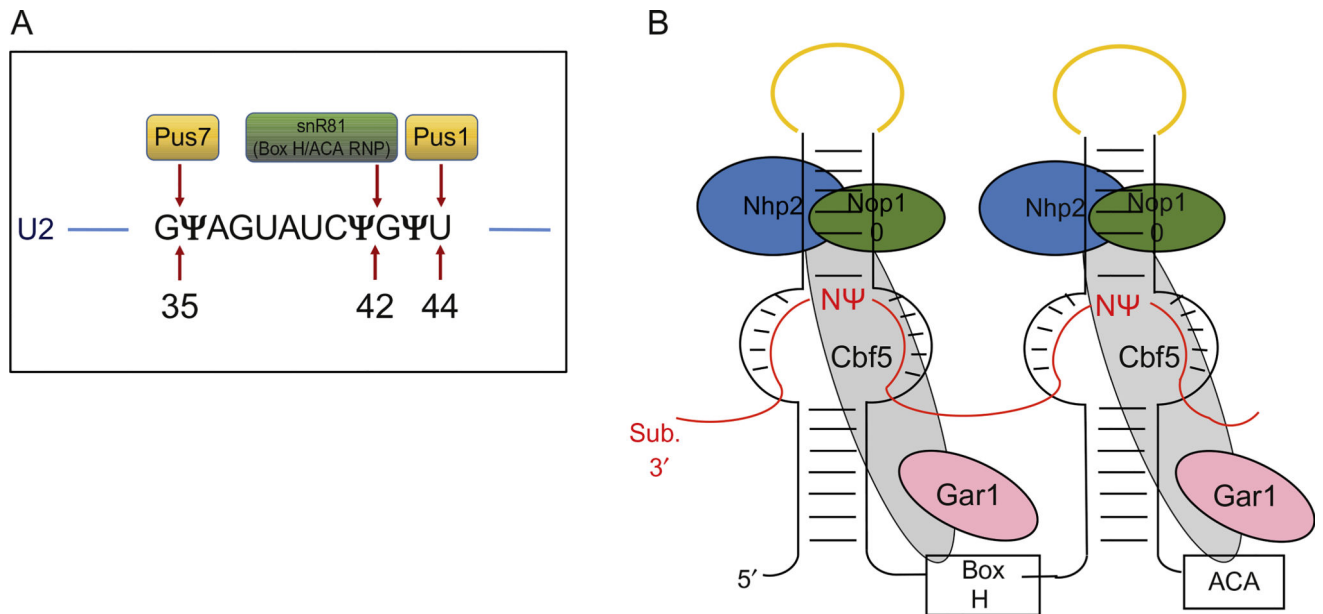 A
Pus7
snR81
(Box H/ACA RNP)
Pus1
U2
GΨAGUAUCΨGΨU
35
42
44
B
Nhp2
Nop1
0
Nhp2
Nop1
0
NΨ
NΨ
Cbf5
Cbf5
Sub.
3′
Gar1
Gar1
5′
Box
H
ACA